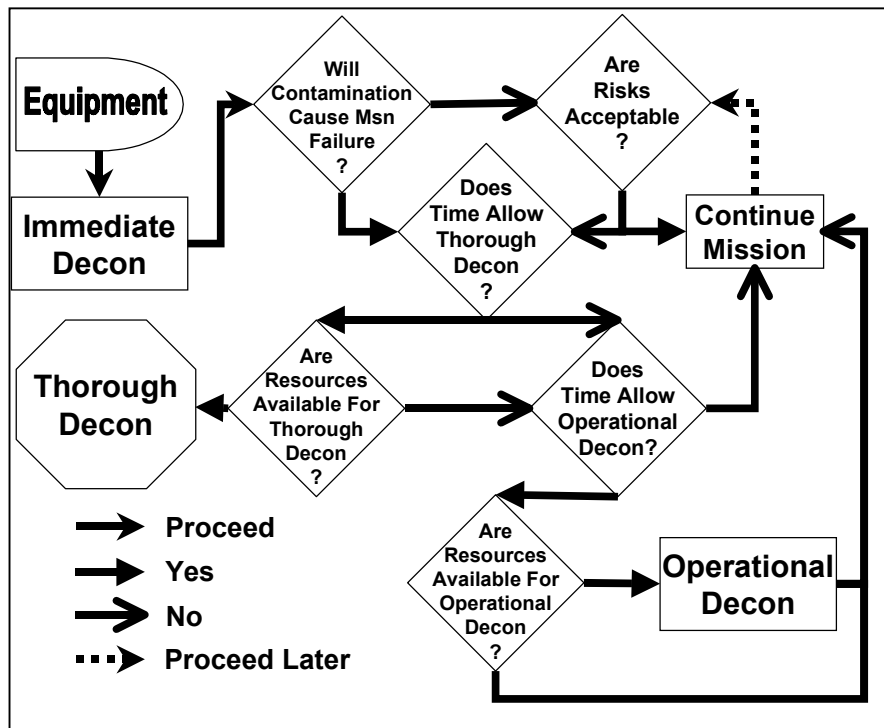 Equipment
Immediate
Decon
Will
Contamination
Cause Msn
Failure
?
Are
Risks
Acceptable
?
Does
Time Allow
Thorough
Decon
?
Continue
Mission
Thorough
Decon
Are
Resources
Available For
Thorough
Decon
?
Does
Time Allow
Operational
Decon?
Are
Resources
Available For
Operational
Decon
?
Operational
Decon
Proceed
Yes
No
Proceed Later